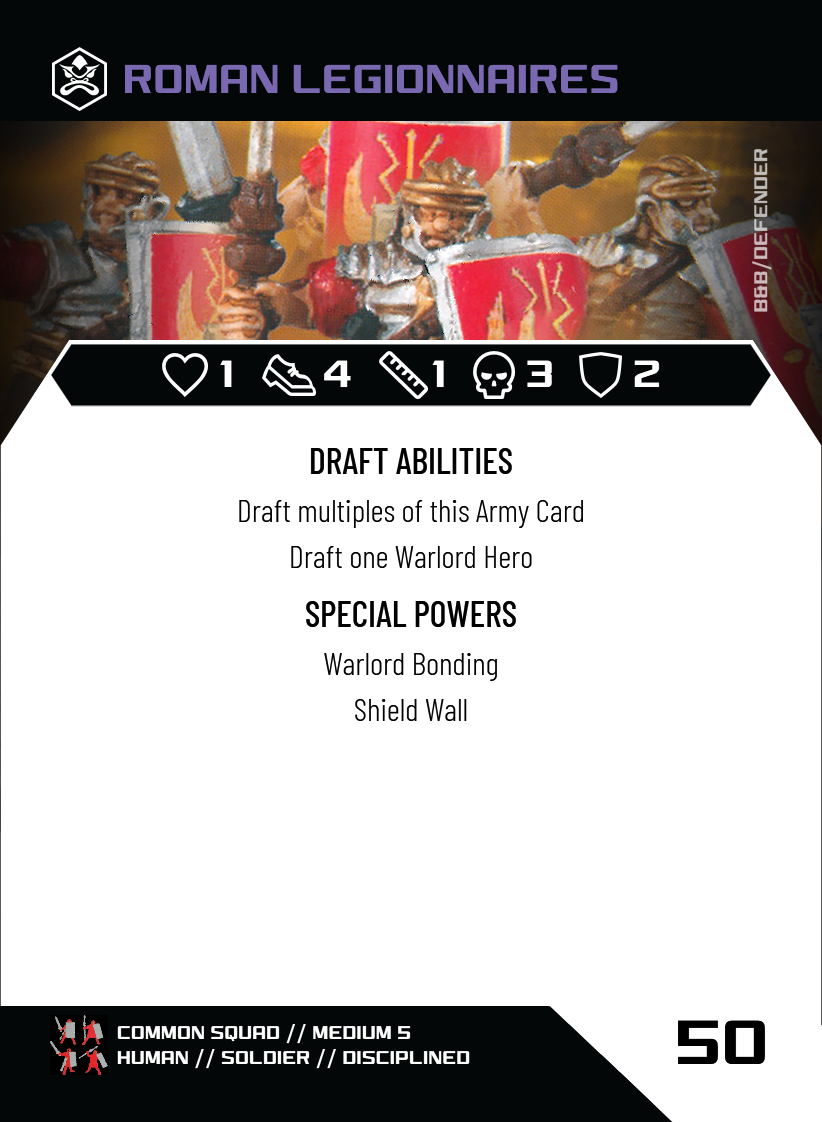 ROMAN LEGIONNAIRES
B&B/DEFENDER
1 4 1 3 2
DRAFT ABILITIES
Draft multiples of this Army Card
Draft one Warlord Hero
SPECIAL POWERS
Warlord Bonding
Shield Wall
COMMON SQUAD // MEDIUM 5
HUMAN // SOLDIER // DISCIPLINED
50